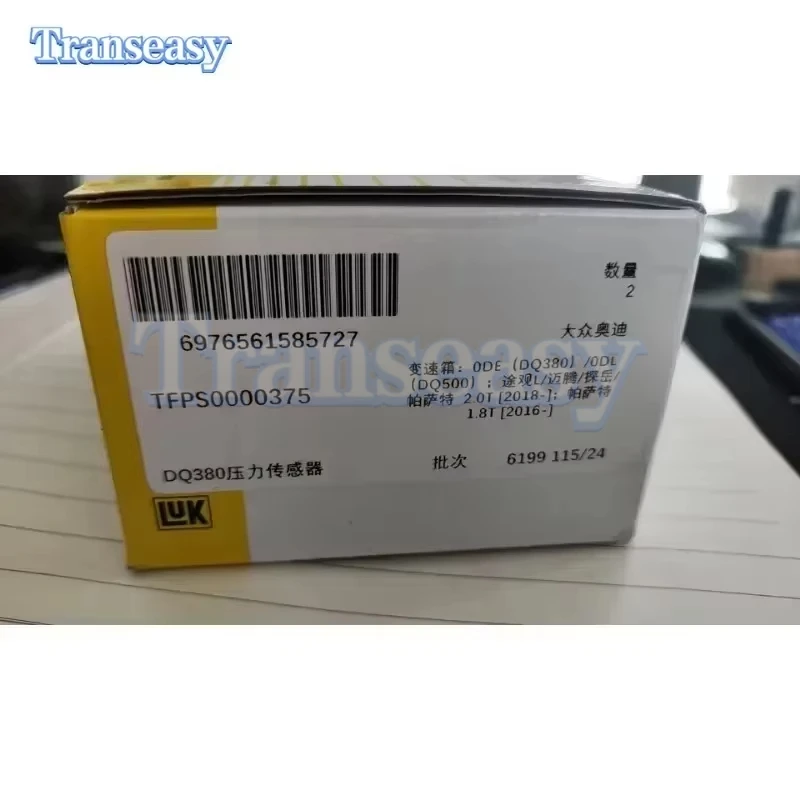 Transeasy
6976561585727
数量
2
大众奥迪
TFPS0000375
变速箱: 0DE (DQ380) /0DL
(DQ500) ; 途观L/迈腾/探岳/
帕萨特 2.0T [2018-]; 帕萨特
1.8T [2016-]
DQ380压力传感器
批次
6199 115/24
LUK
Transeasy